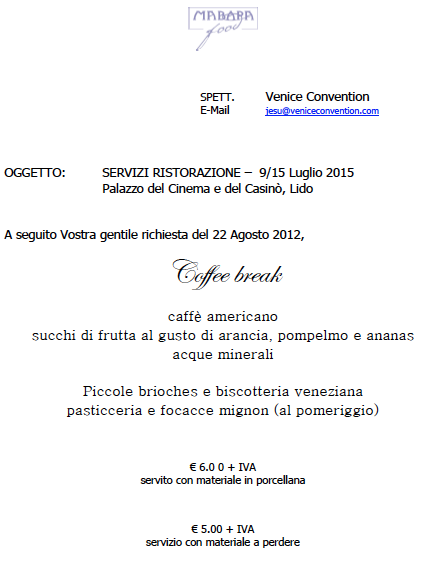 MABAPA
food
SPETT. Venice Convention
E-Mail jesu@veniceconvention.com
OGGETTO: SERVIZI RISTORAZIONE – 9/15 Luglio 2015
Palazzo del Cinema e del Casinò, Lido
A seguito Vostra gentile richiesta del 22 Agosto 2012,
Coffee break
caffè americano
succhi di frutta al gusto di arancia, pompelmo e ananas
acque minerali
Piccole brioches e biscotteria veneziana
pasticceria e focacce mignon (al pomeriggio)
€ 6.0 0 + IVA
servito con materiale in porcellana
€ 5.00 + IVA
servizio con materiale a perdere